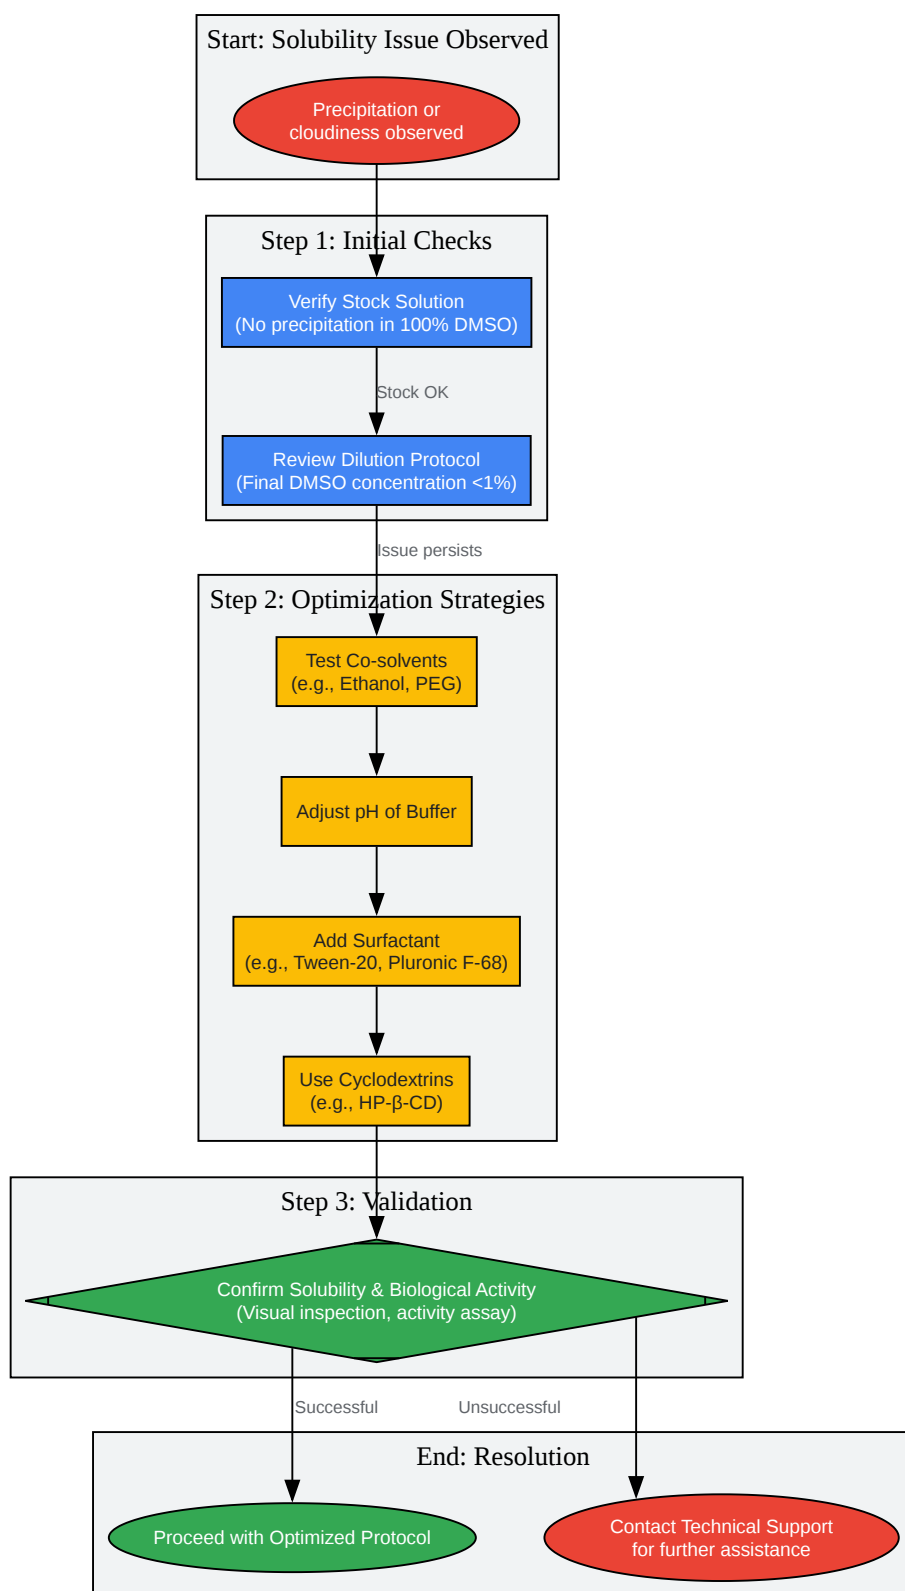 Start: Solubility Issue Observed
Precipitation or
cloudiness observed
Step 1: Initial Checks
Verify Stock Solution
(No precipitation in 100% DMSO)
Stock OK
Review Dilution Protocol
(Final DMSO concentration <1%)
Issue persists
Step 2: Optimization Strategies
Test Co-solvents
(e.g., Ethanol, PEG)
Adjust pH of Buffer
Add Surfactant
(e.g., Tween-20, Pluronic F-68)
Use Cyclodextrins
(e.g., HP-β-CD)
Step 3: Validation
Confirm Solubility & Biological Activity
(Visual inspection, activity assay)
Successful
Unsuccessful
End: Resolution
Proceed with Optimized Protocol
Contact Technical Support
for further assistance